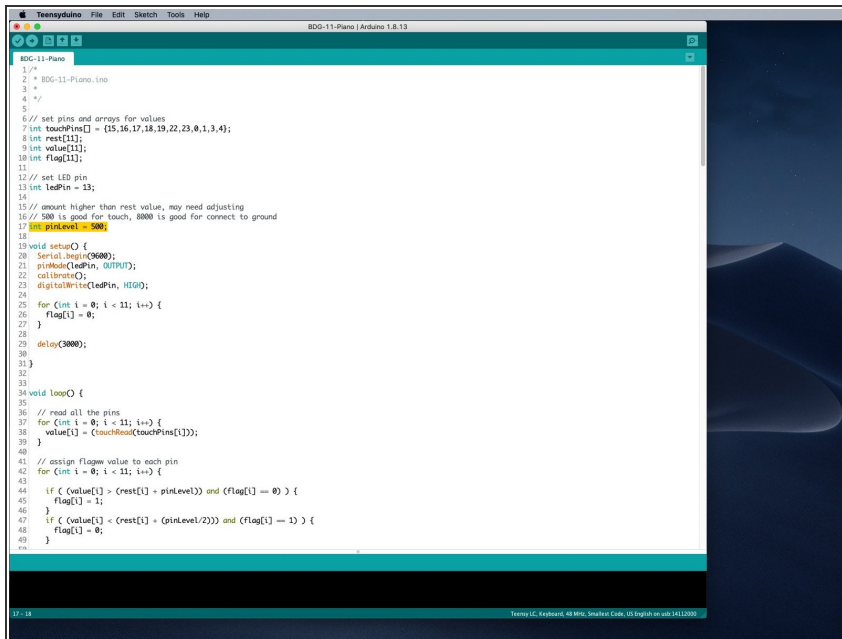 Teensyduino File Edit Sketch Tools Help
BDG-11-Piano | Arduino 1.8.13
BDG-11-Piano
1 /*
2  * BDG-11-Piano.ino
3  *
4  */
5
6 // set pins and arrays for values
7 int touchPins[] = {15,16,17,18,19,22,23,0,1,3,4};
8 int rest[11];
9 int value[11];
10 int flag[11];
11
12 // set LED pin
13 int ledPin = 13;
14
15 // amount higher than rest value, may need adjusting
16 // 500 is good for touch, 8000 is good for connect to ground
17 int pinLevel = 500;
18
19 void setup() {
20   Serial.begin(9600);
21   pinMode(ledPin, OUTPUT);
22   calibrate();
23   digitalWrite(ledPin, HIGH);
24
25   for (int i = 0; i < 11; i++) {
26     flag[i] = 0;
27   }
28
29   delay(3000);
30
31 }
32
33
34 void loop() {
35
36   // read all the pins
37   for (int i = 0; i < 11; i++) {
38     value[i] = (touchRead(touchPins[i]));
39   }
40
41   // assign flagww value to each pin
42   for (int i = 0; i < 11; i++) {
43
44     if ( (value[i] > (rest[i] + pinLevel)) and (flag[i] == 0) ) {
45       flag[i] = 1;
46     }
47     if ( (value[i] < (rest[i] + (pinLevel/2))) and (flag[i] == 1) ) {
48       flag[i] = 0;
49     }
17 - 18
Teensy LC, Keyboard, 48 MHz, Smallest Code, US English on usb:14112000